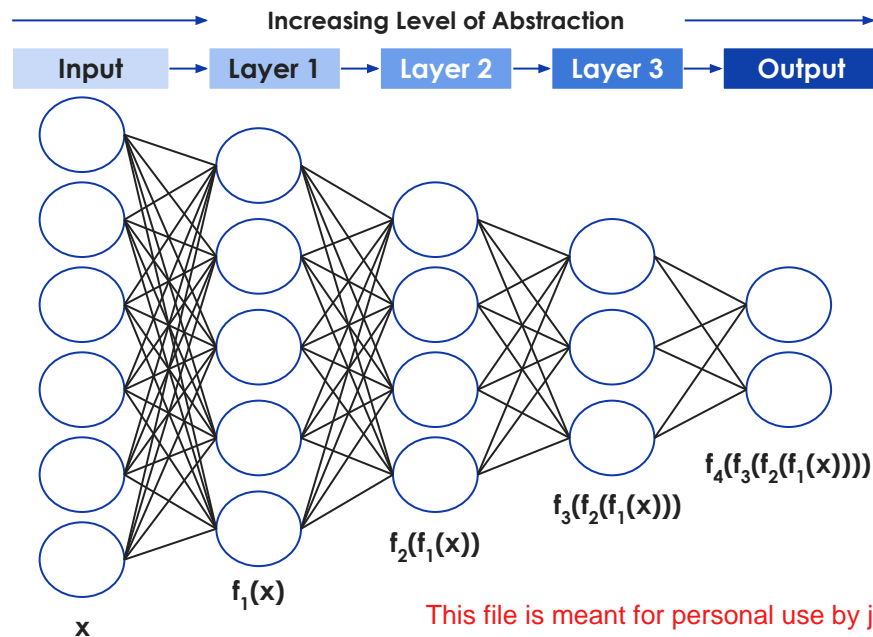 Increasing Level of Abstraction
Input Layer 1 Layer 2 Layer 3 Output
f₄(f₃(f₂(f₁(x))))
f₃(f₂(f₁(x)))
f₂(f₁(x))
f₁(x)
x
This file is meant for personal use by j